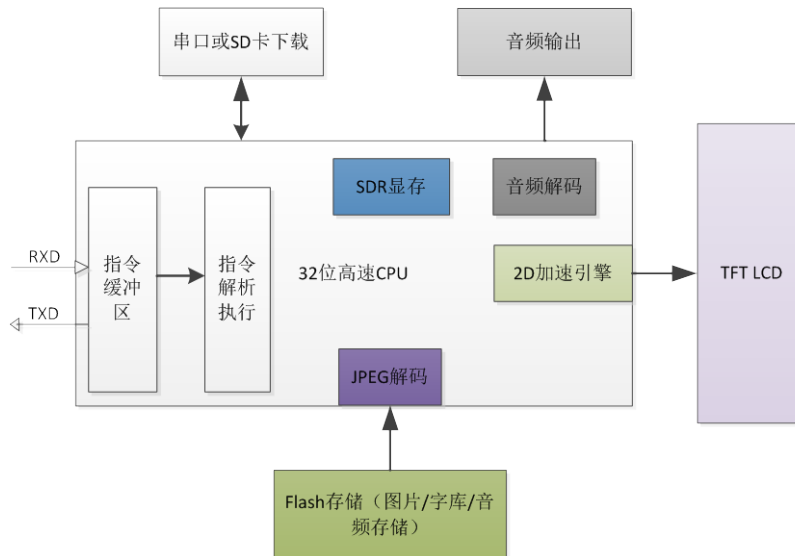 串口或SD卡下载
音频输出
SDR显存
音频解码
RXD
TXD
指令
缓冲
区
指令
解析
执行
32位高速CPU
2D加速引擎
TFT LCD
JPEG解码
Flash存储（图片/字库/音
频存储）